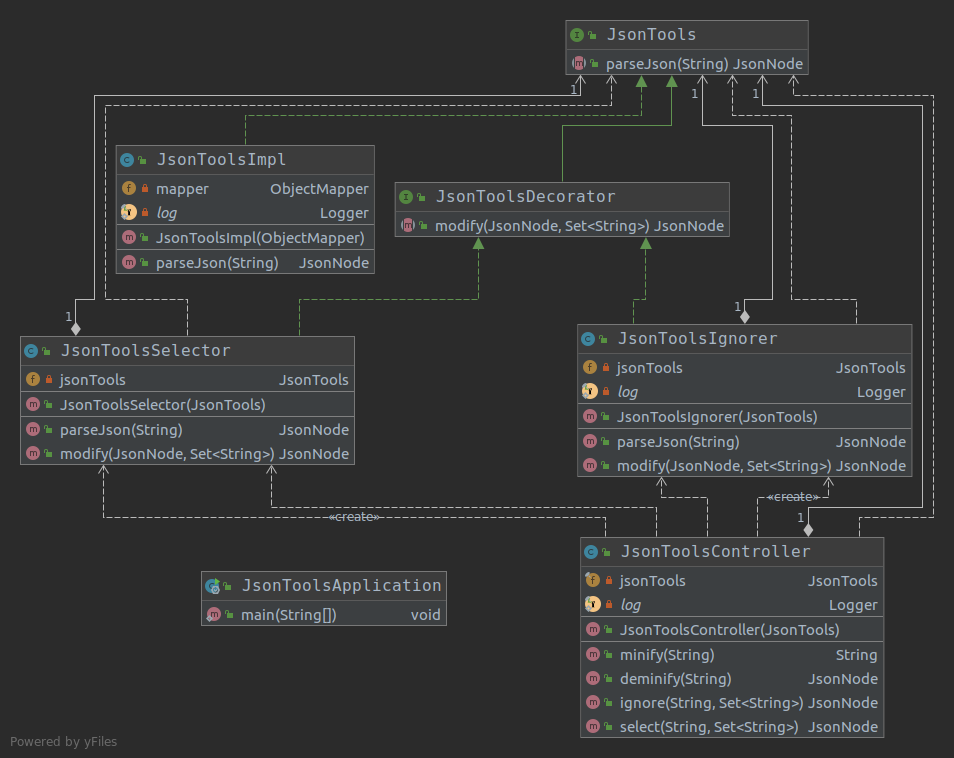 JsonTools
parseJson(String) JsonNode
1
1
1
JsonToolsImpl
mapper ObjectMapper
log Logger
JsonToolsImpl(ObjectMapper)
parseJson(String) JsonNode
JsonToolsDecorator
modify(JsonNode, Set<String>) JsonNode
1
1
JsonToolsSelector
jsonTools JsonTools
JsonToolsSelector(JsonTools)
parseJson(String) JsonNode
modify(JsonNode, Set<String>) JsonNode
JsonToolsIgnorer
jsonTools JsonTools
log Logger
JsonToolsIgnorer(JsonTools)
parseJson(String) JsonNode
modify(JsonNode, Set<String>) JsonNode
«create»
«create»
1
JsonToolsApplication
main(String[]) void
JsonToolsController
jsonTools JsonTools
log Logger
JsonToolsController(JsonTools)
minify(String) String
deminify(String) JsonNode
ignore(String, Set<String>) JsonNode
select(String, Set<String>) JsonNode
Powered by yFiles